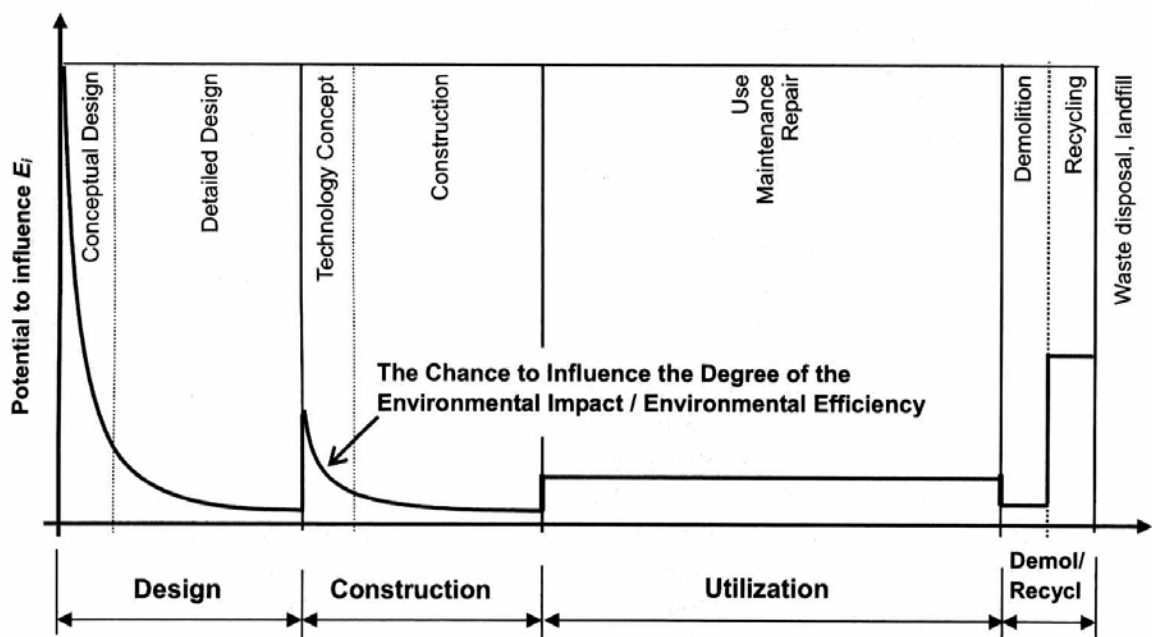 Potential to influence E_i
Conceptual Design
Detailed Design
Technology Concept
Construction
Use
Maintenance
Repair
Demolition
Recycling
Waste disposal, landfill
The Chance to Influence the Degree of the
Environmental Impact / Environmental Efficiency
Design
Construction
Utilization
Demol/
Recycl